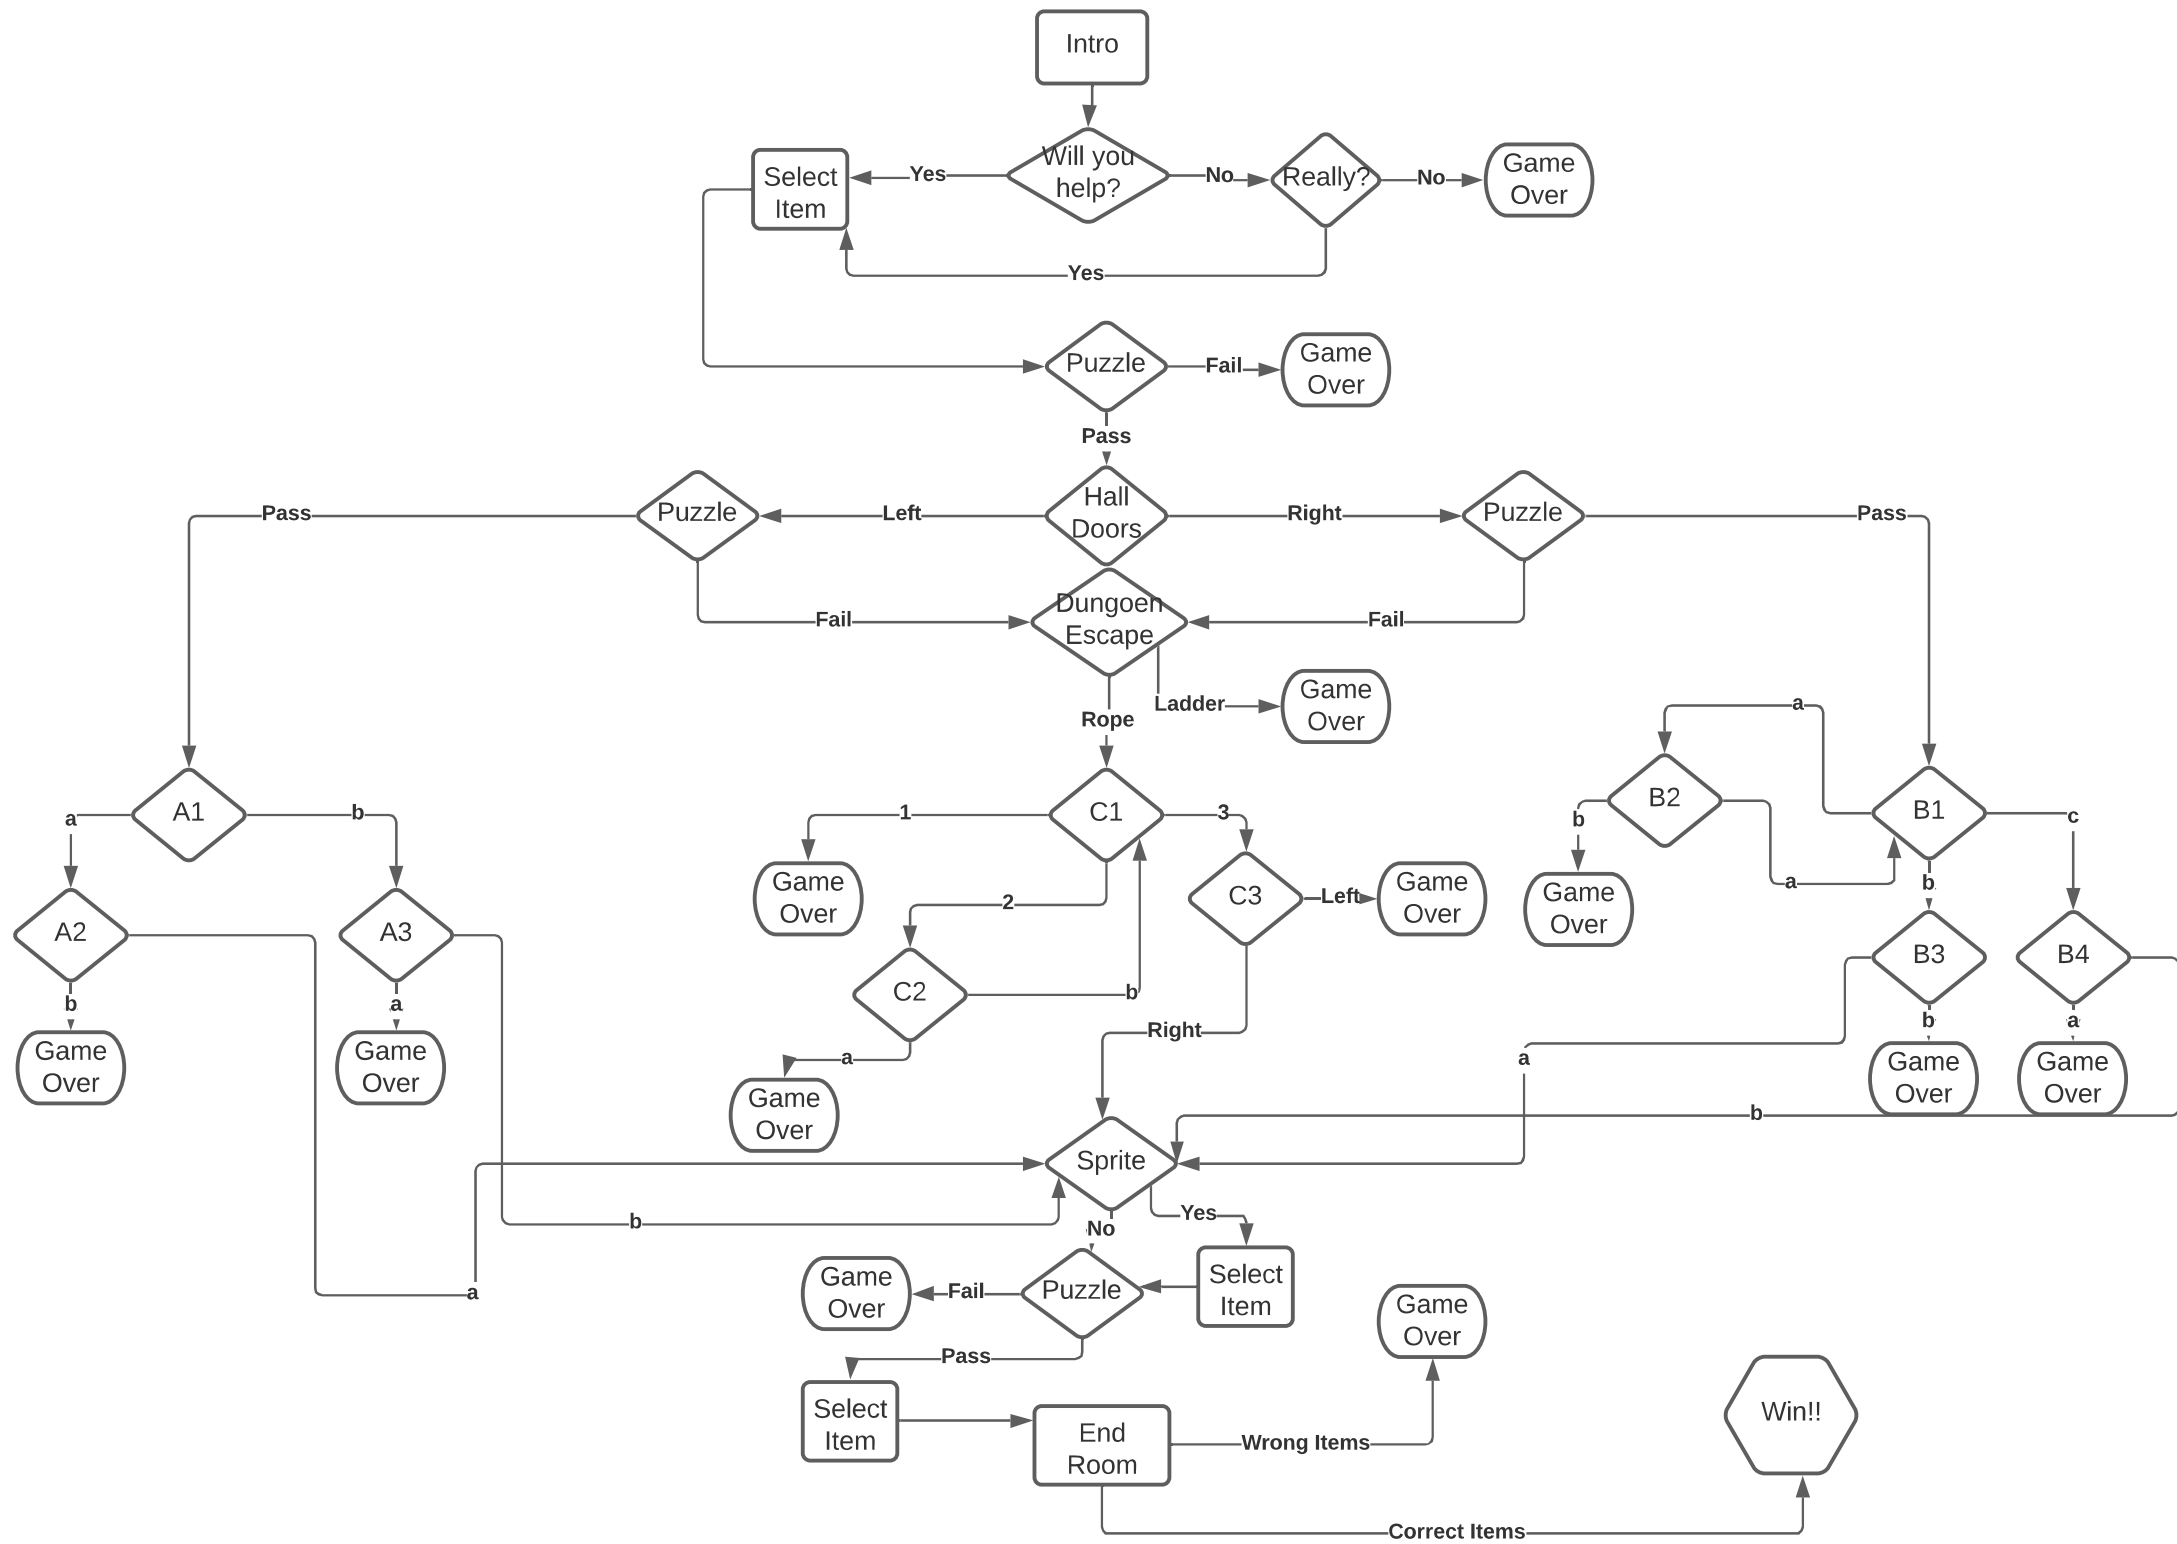 Intro
Will you
help?
Yes
No
Really?
No
Game
Over
Select
Item
Yes
Puzzle
Fail
Game
Over
Pass
Hall
Doors
Left
Puzzle
Pass
Right
Puzzle
Pass
Fail
Dungoen
Escape
Fail
Ladder
Game
Over
Rope
A1
a
b
A2
b
Game
Over
a
A3
a
Game
Over
b
C1
1
Game
Over
2
C2
a
Game
Over
b
3
C3
Left
Game
Over
Right
B1
a
B2
b
Game
Over
a
b
B3
b
Game
Over
a
c
B4
a
Game
Over
b
Sprite
Yes
No
Select
Item
Puzzle
Fail
Game
Over
Pass
Select
Item
End
Room
Wrong Items
Game
Over
Correct Items
Win!!